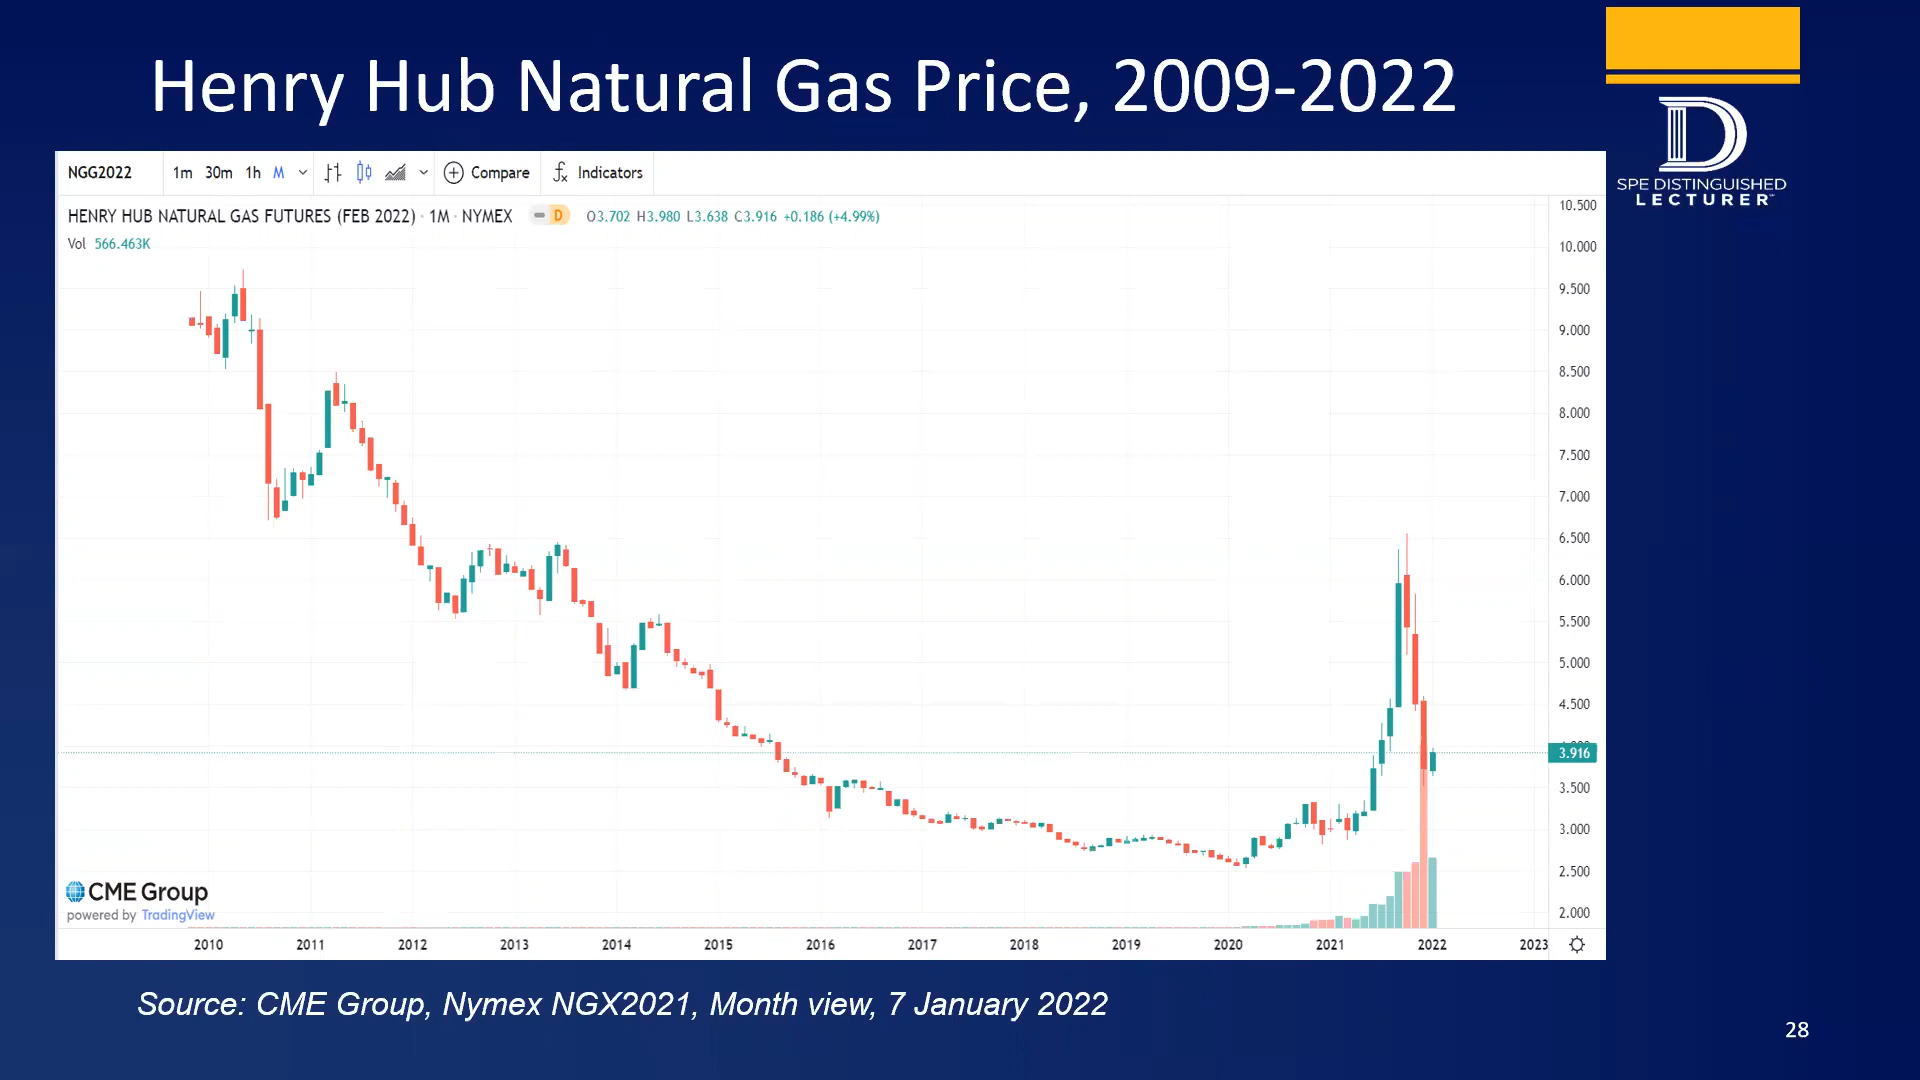 Henry Hub Natural Gas Price, 2009-2022
SPE DISTINGUISHED
LECTURER™
NGG2022 1m 30m 1h M Compare Indicators
HENRY HUB NATURAL GAS FUTURES (FEB 2022) · 1M · NYMEX D O3.702 H3.980 L3.638 C3.916 +0.186 (+4.99%)
Vol 566.463K
10.500
10.000
9.500
9.000
8.500
8.000
7.500
7.000
6.500
6.000
5.500
5.000
4.500
3.916
3.500
3.000
2.500
2.000
CME Group
powered by TradingView
2010 2011 2012 2013 2014 2015 2016 2017 2018 2019 2020 2021 2022 2023
Source: CME Group, Nymex NGX2021, Month view, 7 January 2022
28